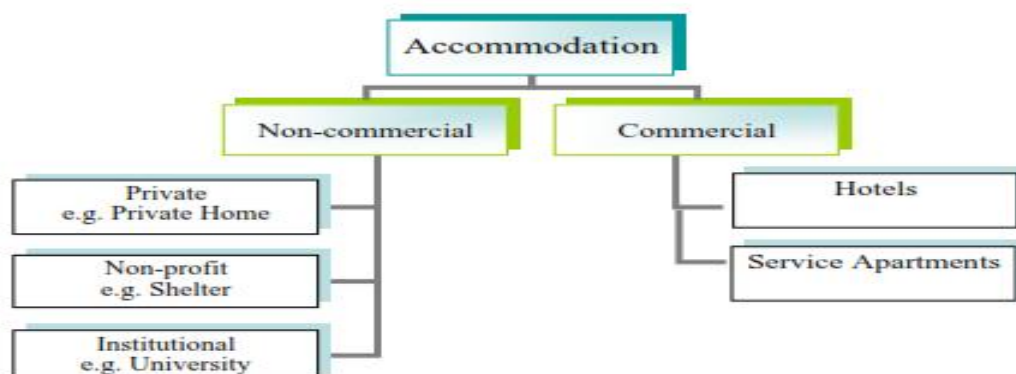 Accommodation
Non-commercial
Commercial
Private
e.g. Private Home
Non-profit
e.g. Shelter
Institutional
e.g. University
Hotels
Service Apartments